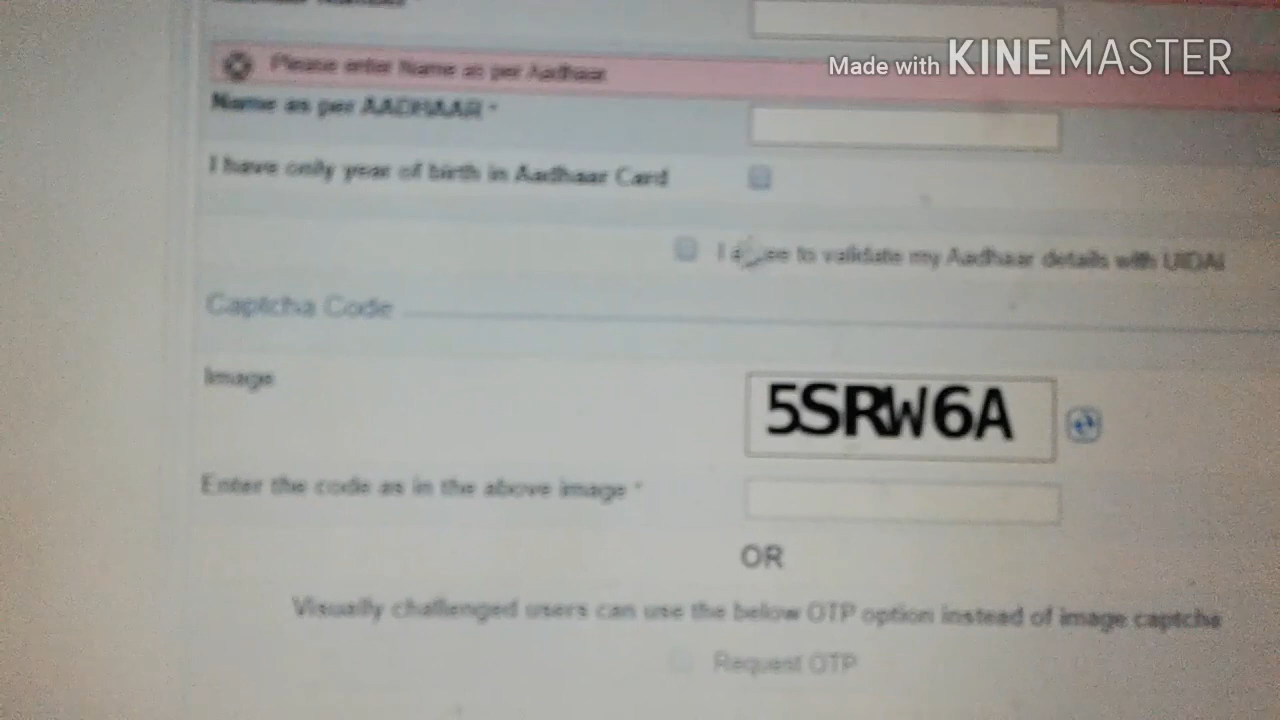 Made with KINEMASTER
Please enter Name as per Aadhaar
Name as per AADHAAR *
I have only year of birth in Aadhaar Card
I agree to validate my Aadhaar details with UIDAI
Captcha Code
Image
5SRW6A
Enter the code as in the above image *
OR
Visually challenged users can use the below OTP option instead of image captcha
Request OTP